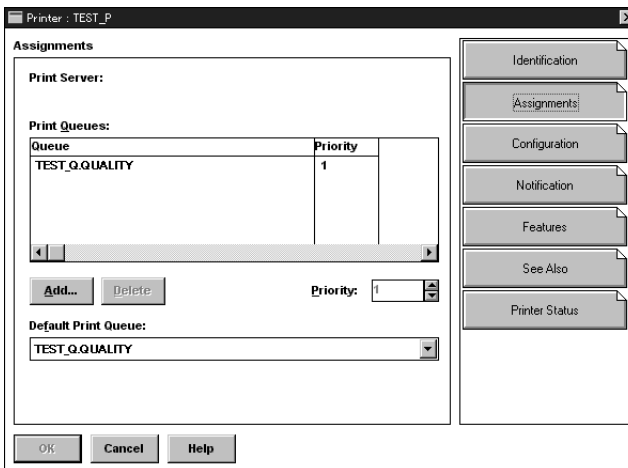 Printer : TEST_P
Assignments
Print Server:
Print Queues:
Queue Priority
TEST_Q.QUALITY 1
Add... Delete Priority: 1
Default Print Queue:
TEST_Q.QUALITY
OK Cancel Help
Identification
Assignments
Configuration
Notification
Features
See Also
Printer Status